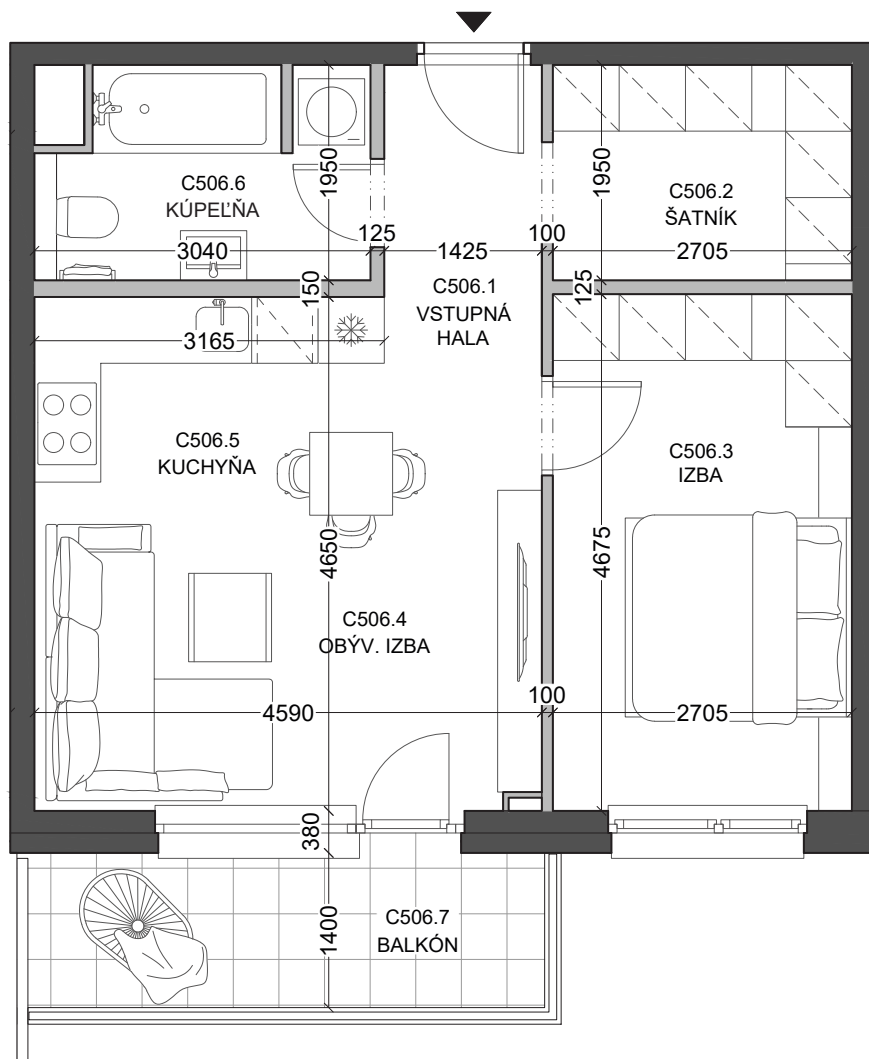 1950
1950
C506.6
KÚPEĽŇA
C506.2
ŠATNÍK
3040
125
1425
100
2705
150
C506.1
VSTUPNÁ
HALA
125
3165
C506.5
KUCHYŇA
C506.3
IZBA
4650
4675
C506.4
OBÝV. IZBA
4590
100
2705
380
1400
C506.7
BALKÓN